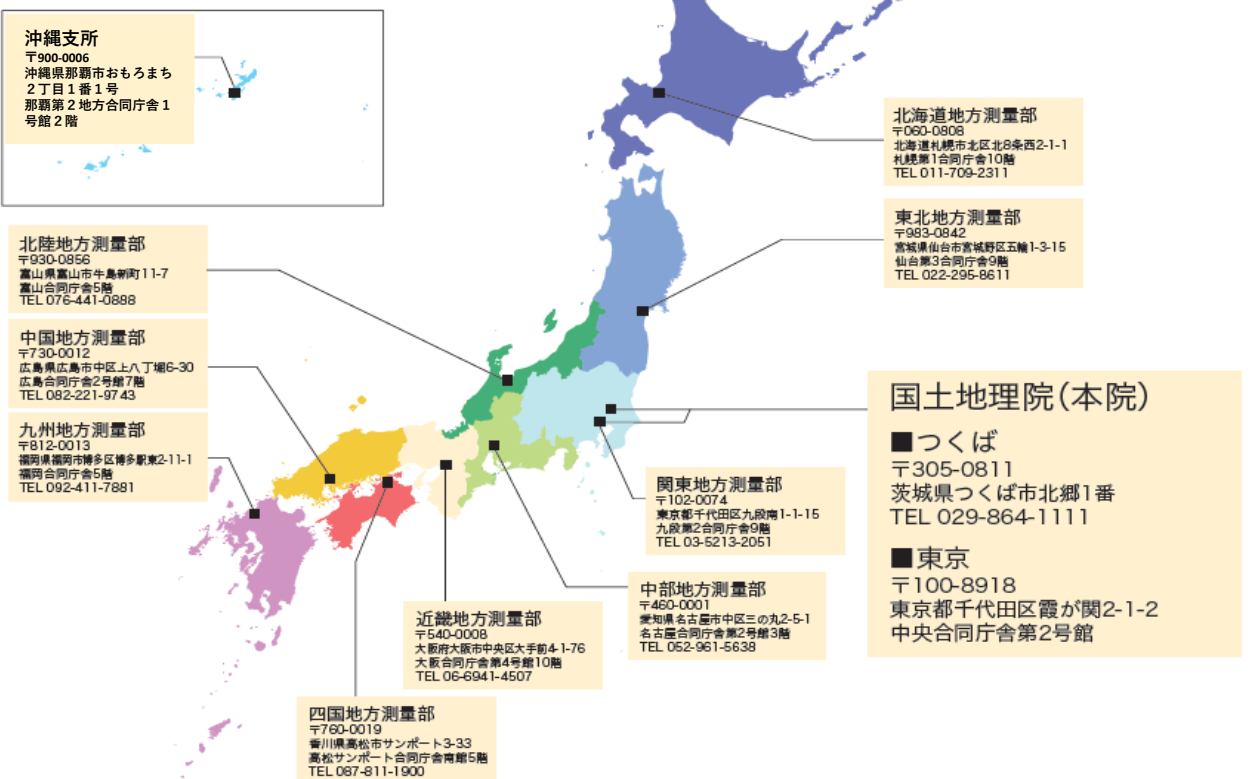 沖縄支所
〒900-0006
沖縄県那覇市おもろまち
２丁目１番１号
那覇第２地方合同庁舎１
号館２階
北海道地方測量部
〒060-0808
北海道札幌市北区北8条西2-1-1
札幌第1合同庁舎10階
TEL 011-709-2311
東北地方測量部
〒983-0842
宮城県仙台市宮城野区五輪1-3-15
仙台第3合同庁舎9階
TEL 022-295-8611
北陸地方測量部
〒930-0856
富山県富山市牛島新町11-7
富山合同庁舎5階
TEL 076-441-0888
中国地方測量部
〒730-0012
広島県広島市中区上八丁堀6-30
広島合同庁舎2号館7階
TEL 082-221-9743
九州地方測量部
〒812-0013
福岡県福岡市博多区博多駅東2-11-1
福岡合同庁舎5階
TEL 092-411-7881
国土地理院(本院)
■つくば
〒305-0811
茨城県つくば市北郷1番
TEL 029-864-1111
■東京
〒100-8918
東京都千代田区霞が関2-1-2
中央合同庁舎第2号館
関東地方測量部
〒102-0074
東京都千代田区九段南1-1-15
九段第2合同庁舎9階
TEL 03-5213-2051
中部地方測量部
〒460-0001
愛知県名古屋市中区三の丸2-5-1
名古屋合同庁舎第2号館3階
TEL 052-961-5638
近畿地方測量部
〒540-0008
大阪府大阪市中央区大手前4-1-76
大阪合同庁舎第4号館10階
TEL 06-6941-4507
四国地方測量部
〒760-0019
香川県高松市サンポート3-33
高松サンポート合同庁舎南館5階
TEL 087-811-1900